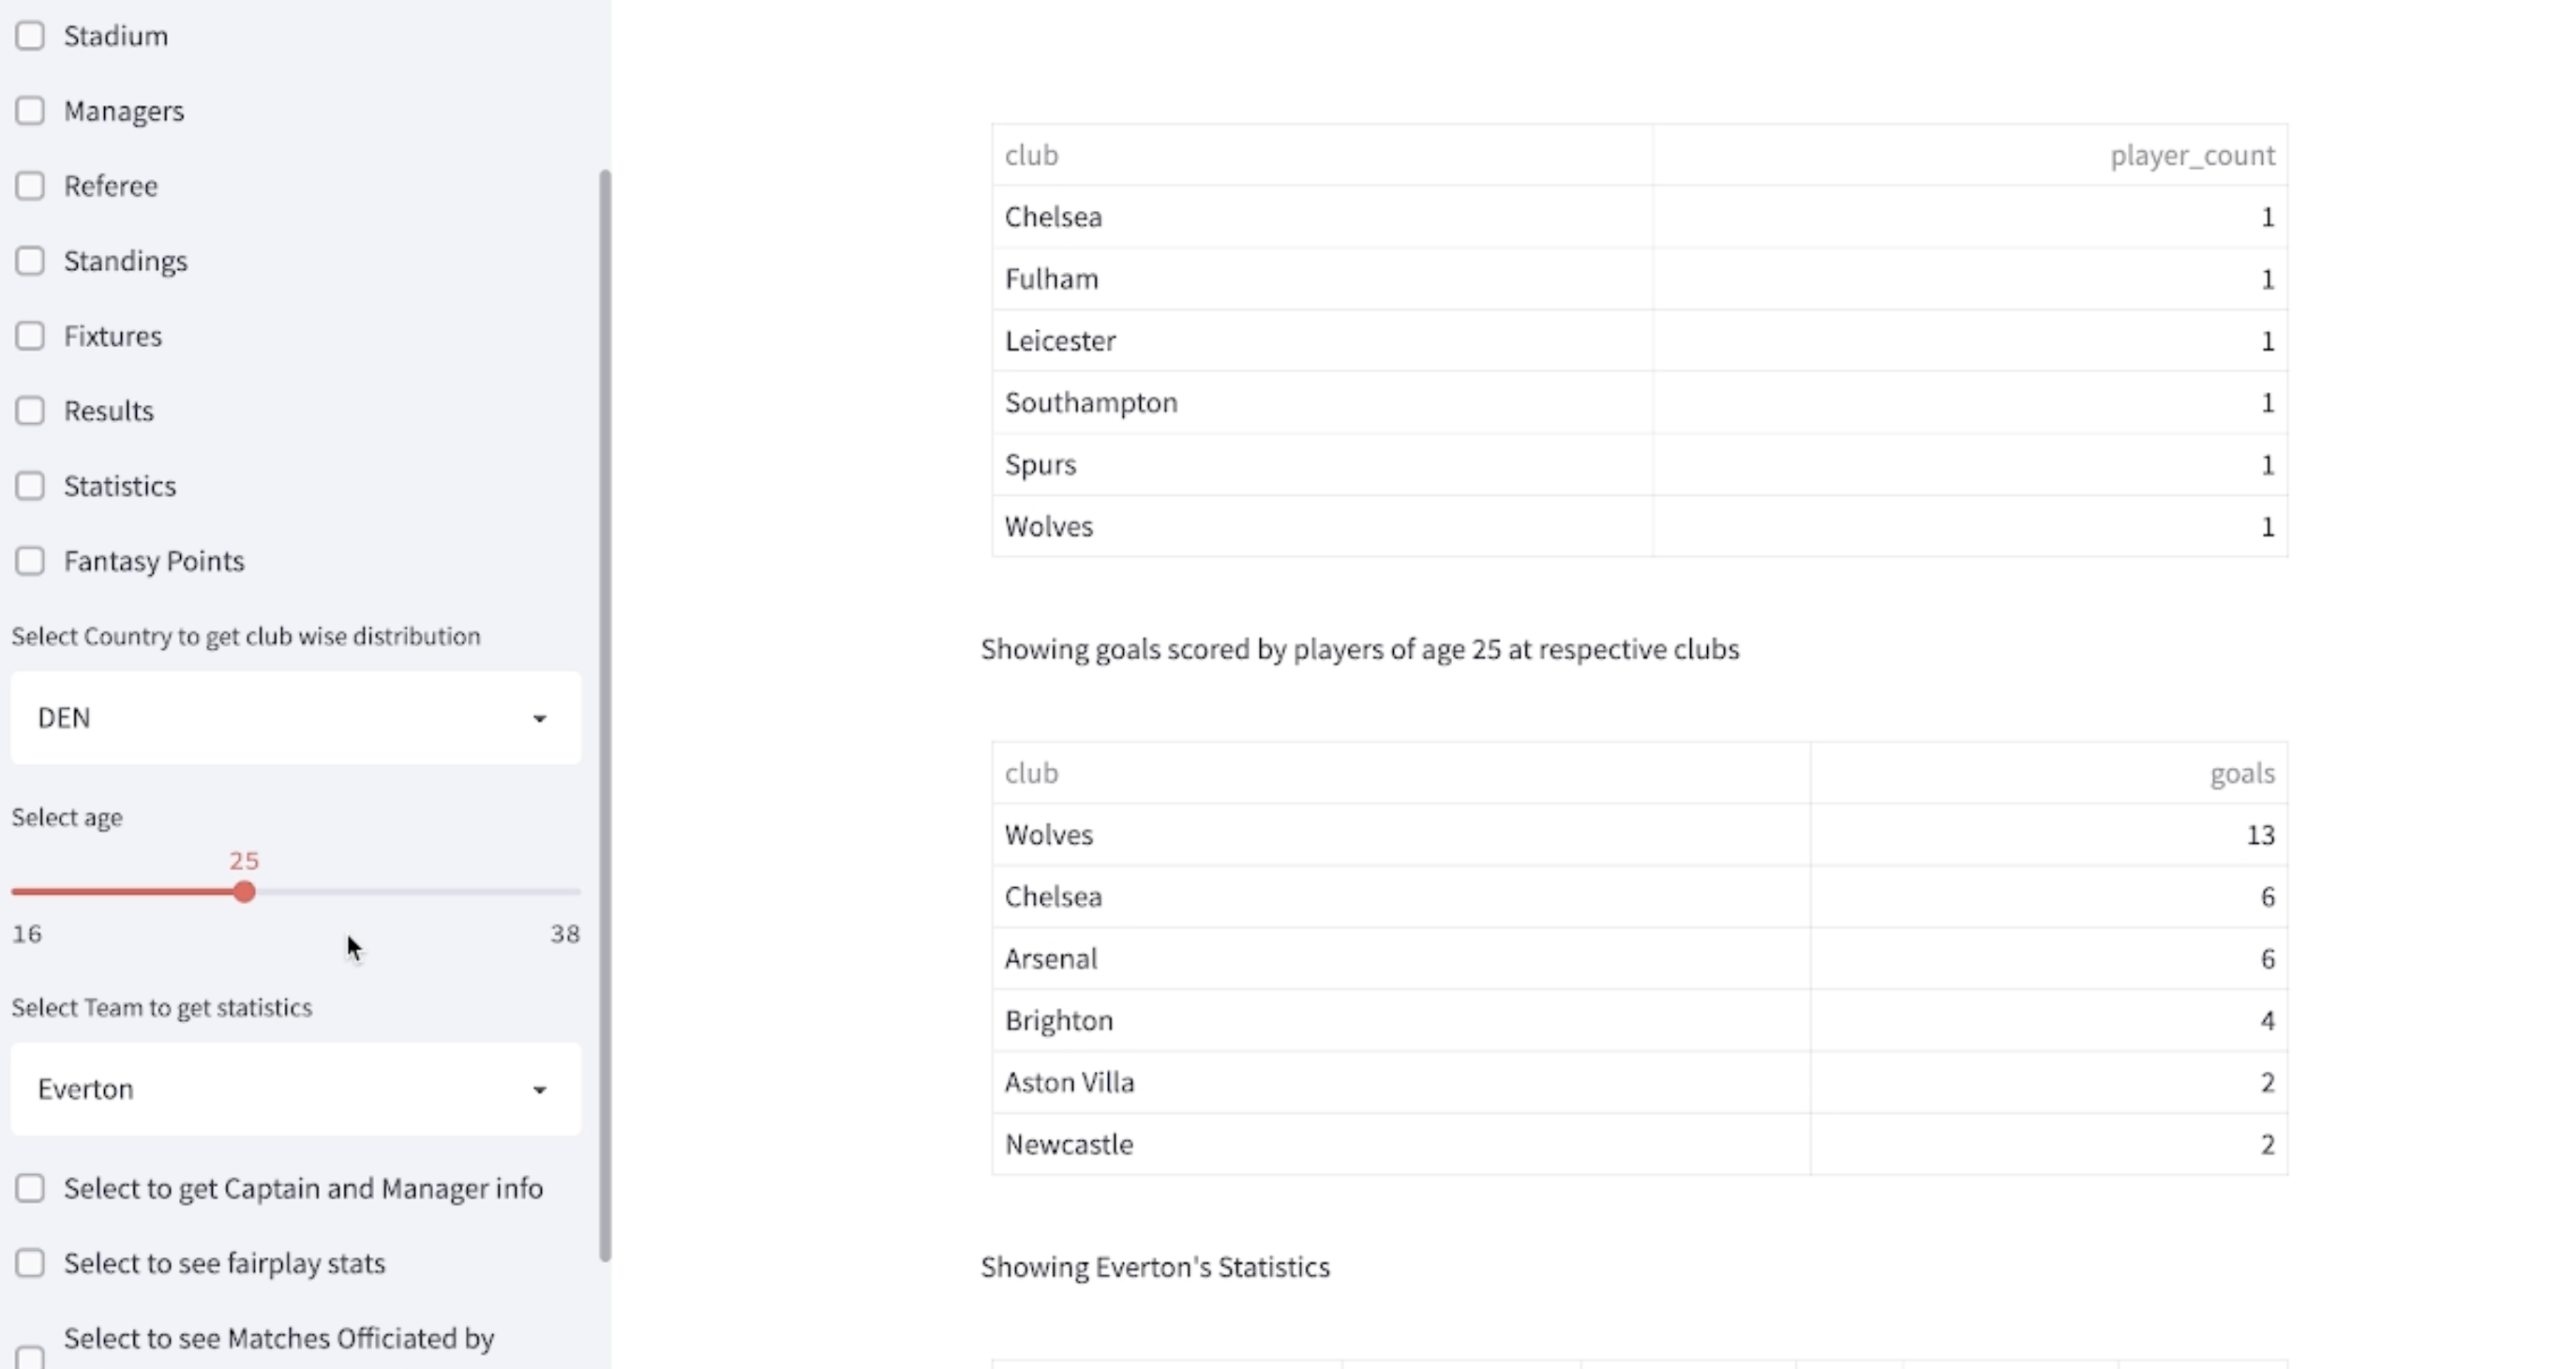 Stadium
Managers
Referee
Standings
Fixtures
Results
Statistics
Fantasy Points
Select Country to get club wise distribution
DEN
Select age
25
16 38
Select Team to get statistics
Everton
Select to get Captain and Manager info
Select to see fairplay stats
Select to see Matches Officiated by
club player_count
Chelsea 1
Fulham 1
Leicester 1
Southampton 1
Spurs 1
Wolves 1
Showing goals scored by players of age 25 at respective clubs
club goals
Wolves 13
Chelsea 6
Arsenal 6
Brighton 4
Aston Villa 2
Newcastle 2
Showing Everton's Statistics